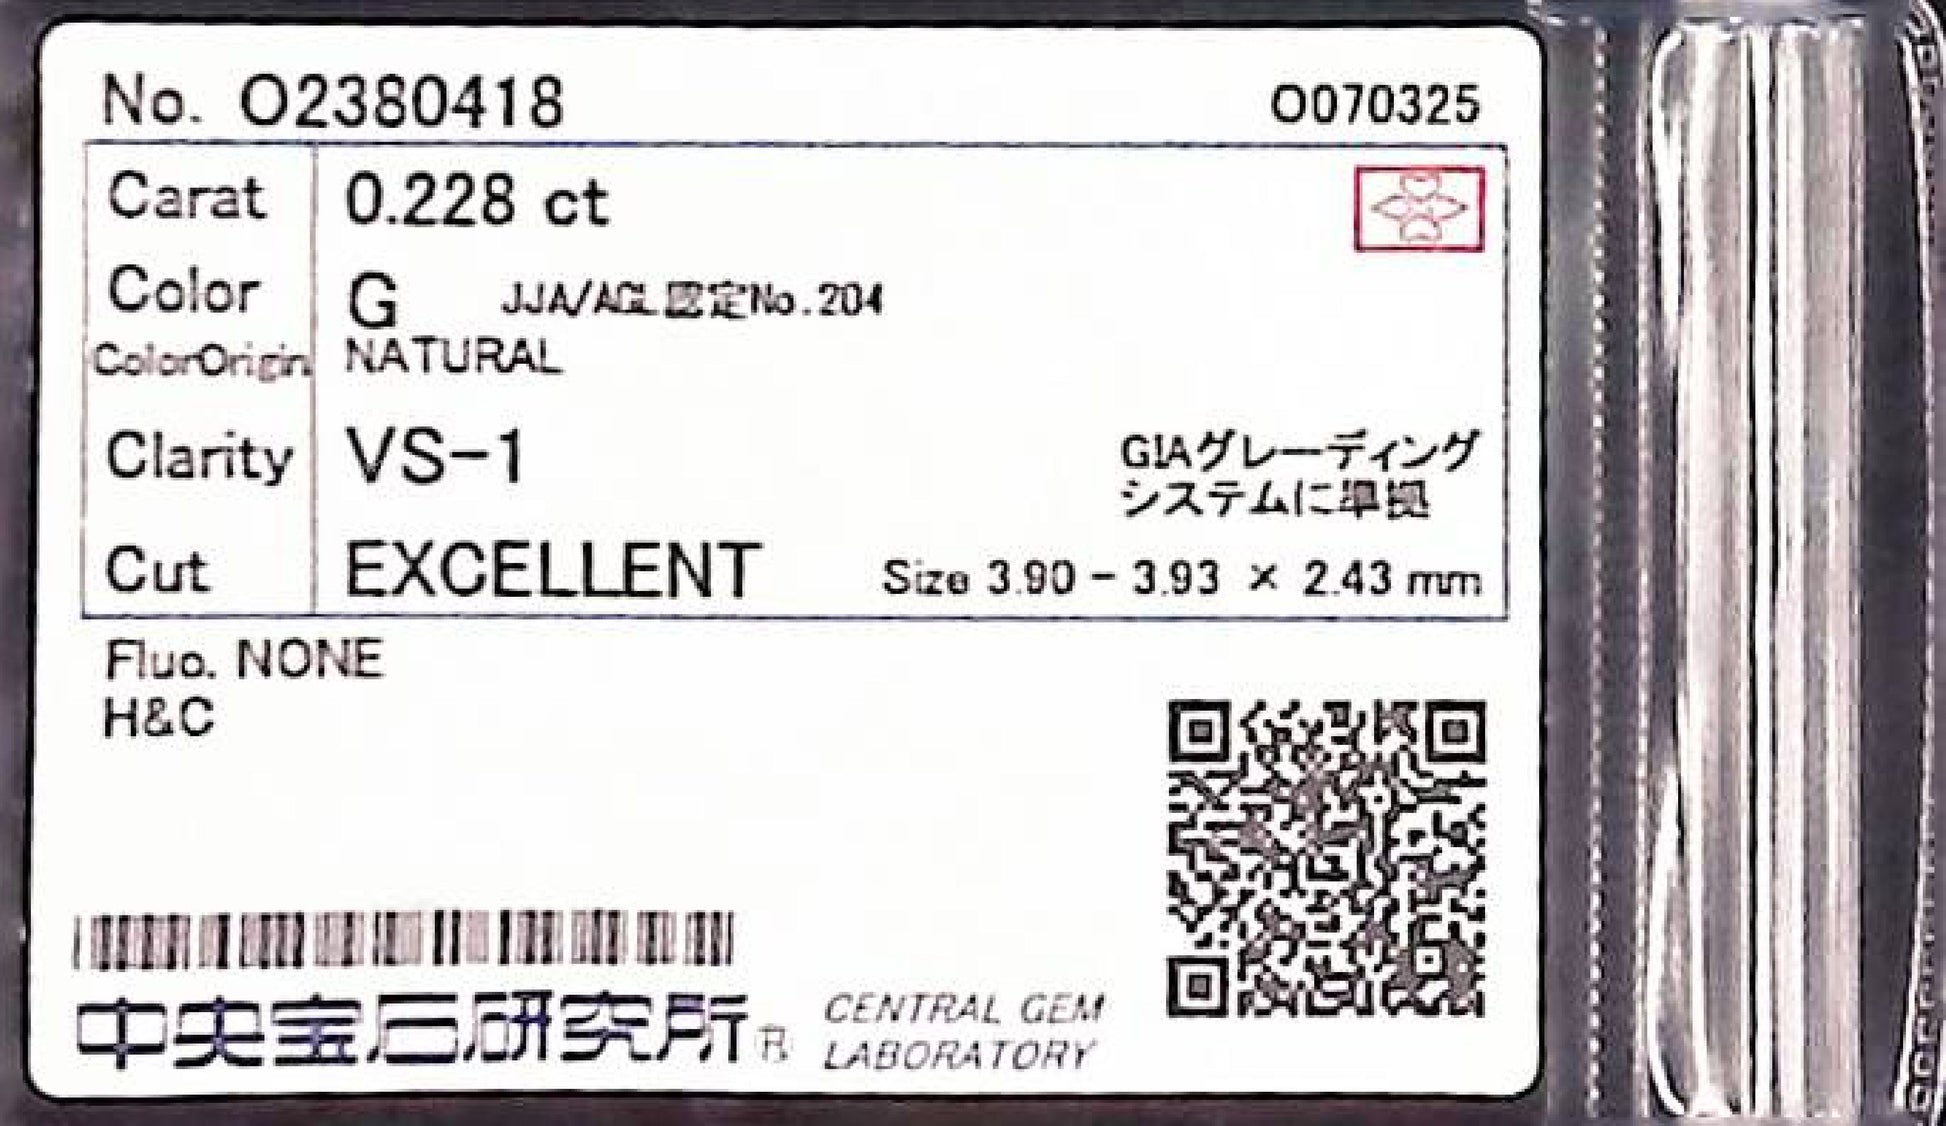 No. O2380418 O070325
Carat 0.228 ct
Color G JJA/AGL認定No.204
ColorOrigin NATURAL
Clarity VS-1
GIAグレーディング
システムに準拠
Cut EXCELLENT Size 3.90 - 3.93 × 2.43 mm
Fluo. NONE
H&C
中央宝石研究所® CENTRAL GEM
LABORATORY